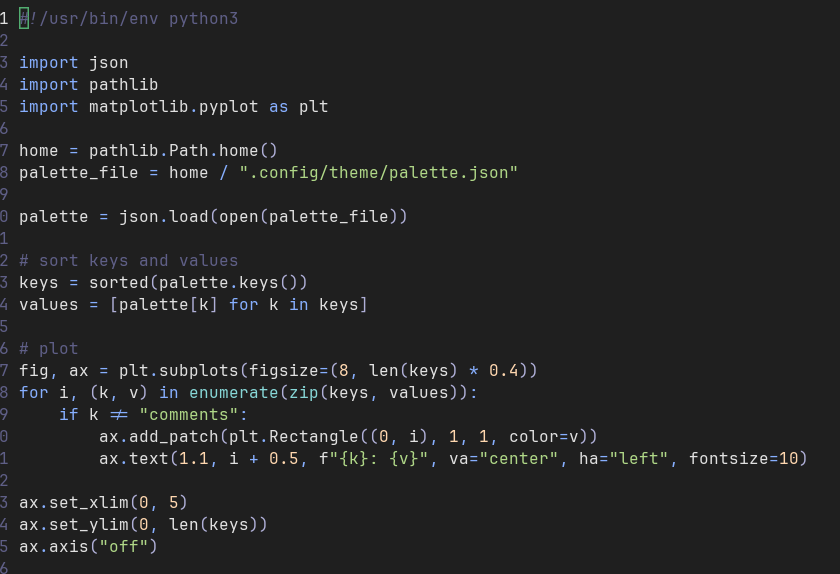 1 #!/usr/bin/env python3
2
3 import json
4 import pathlib
5 import matplotlib.pyplot as plt
6
7 home = pathlib.Path.home()
8 palette_file = home / ".config/theme/palette.json"
9
0 palette = json.load(open(palette_file))
1
2 # sort keys and values
3 keys = sorted(palette.keys())
4 values = [palette[k] for k in keys]
5
6 # plot
7 fig, ax = plt.subplots(figsize=(8, len(keys) * 0.4))
8 for i, (k, v) in enumerate(zip(keys, values)):
9     if k != "comments":
0         ax.add_patch(plt.Rectangle((0, i), 1, 1, color=v))
1         ax.text(1.1, i + 0.5, f"{k}: {v}", va="center", ha="left", fontsize=10)
2
3 ax.set_xlim(0, 5)
4 ax.set_ylim(0, len(keys))
5 ax.axis("off")
6